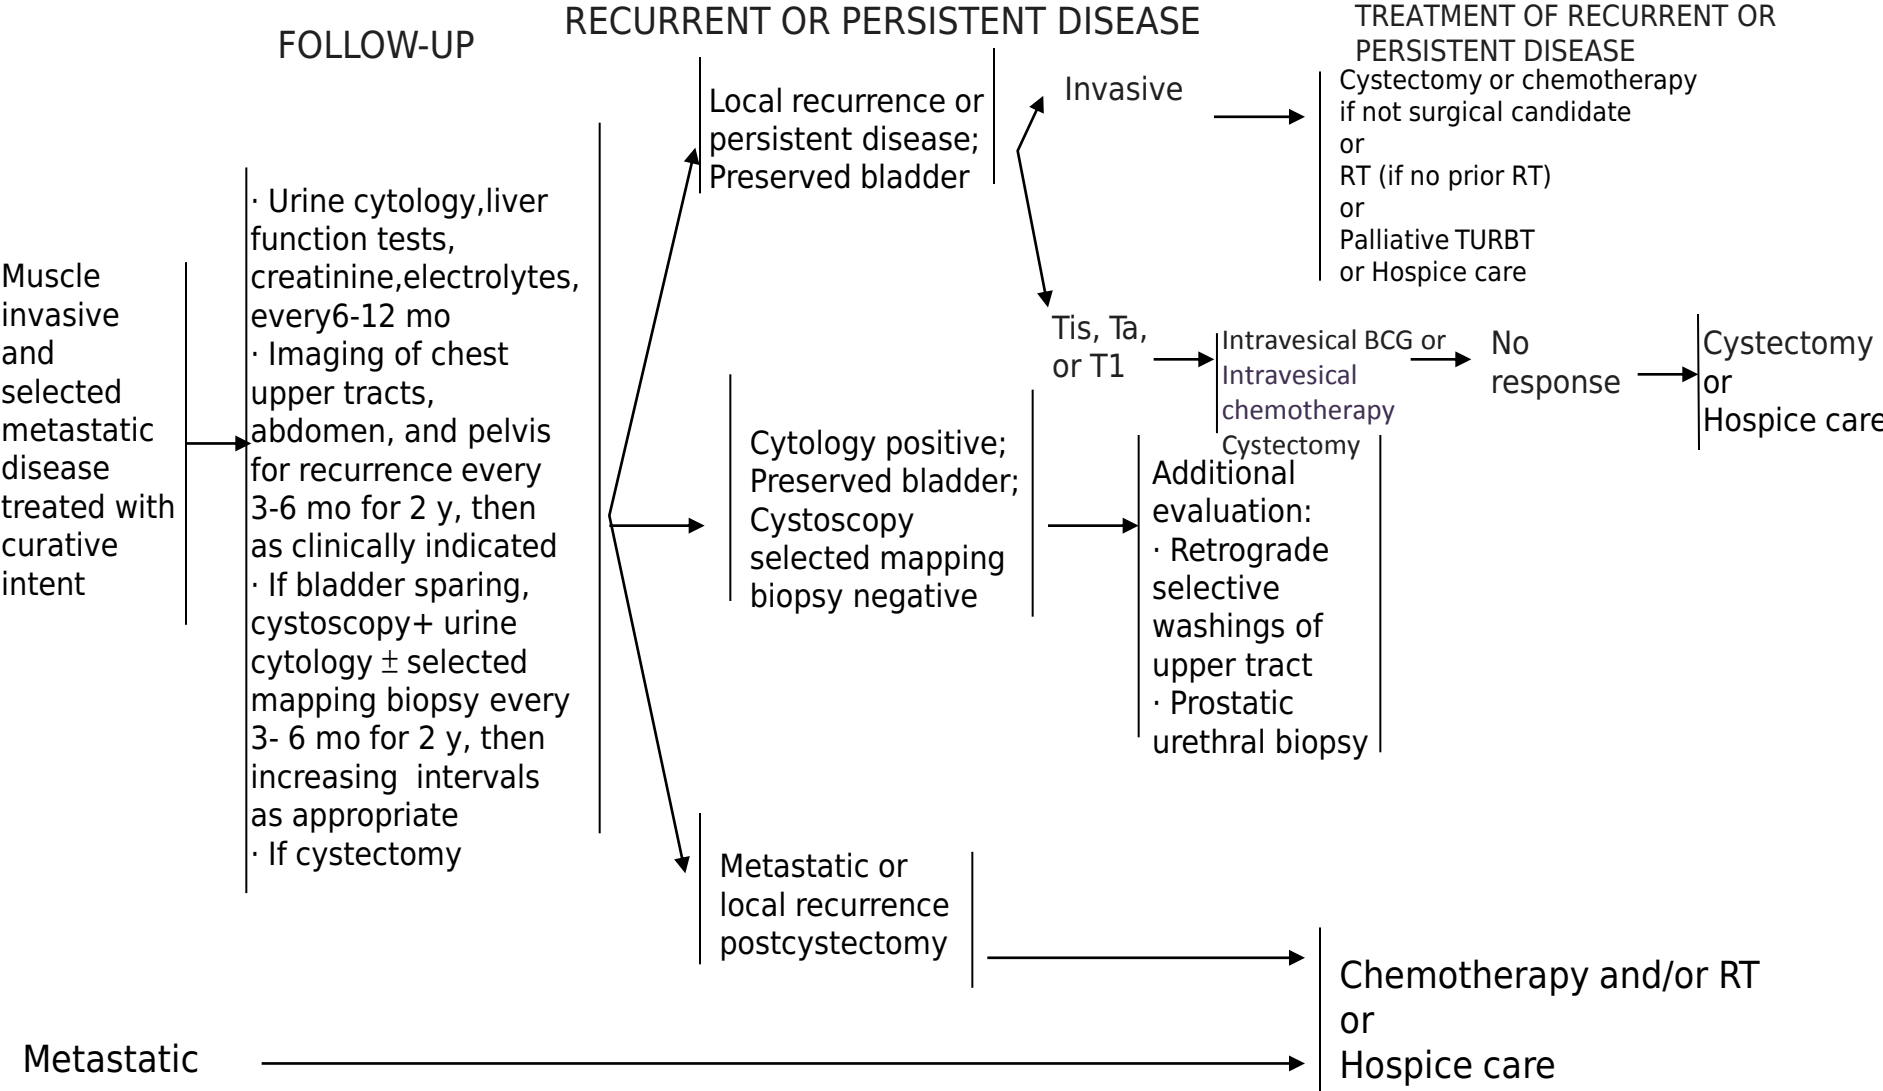 FOLLOW-UP
RECURRENT OR PERSISTENT DISEASE
TREATMENT OF RECURRENT OR
PERSISTENT DISEASE
Muscle
invasive
and
selected
metastatic
disease
treated with
curative
intent
· Urine cytology,liver
function tests,
creatinine,electrolytes,
every6-12 mo
· Imaging of chest
upper tracts,
abdomen, and pelvis
for recurrence every
3-6 mo for 2 y, then
as clinically indicated
· If bladder sparing,
cystoscopy+ urine
cytology ± selected
mapping biopsy every
3- 6 mo for 2 y, then
increasing intervals
as appropriate
· If cystectomy
Local recurrence or
persistent disease;
Preserved bladder
Invasive
Cystectomy or chemotherapy
if not surgical candidate
or
RT (if no prior RT)
or
Palliative TURBT
or Hospice care
Tis, Ta,
or T1
Intravesical BCG or
Intravesical
chemotherapy
Cystectomy
No
response
Cystectomy
or
Hospice care
Cytology positive;
Preserved bladder;
Cystoscopy
selected mapping
biopsy negative
Additional
evaluation:
· Retrograde
selective
washings of
upper tract
· Prostatic
urethral biopsy
Metastatic or
local recurrence
postcystectomy
Metastatic
Chemotherapy and/or RT
or
Hospice care